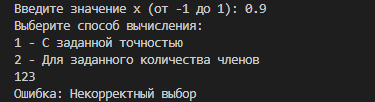 Введите значение x (от -1 до 1): 0.9
Выберите способ вычисления:
1 - С заданной точностью
2 - Для заданного количества членов
123
Ошибка: Некорректный выбор